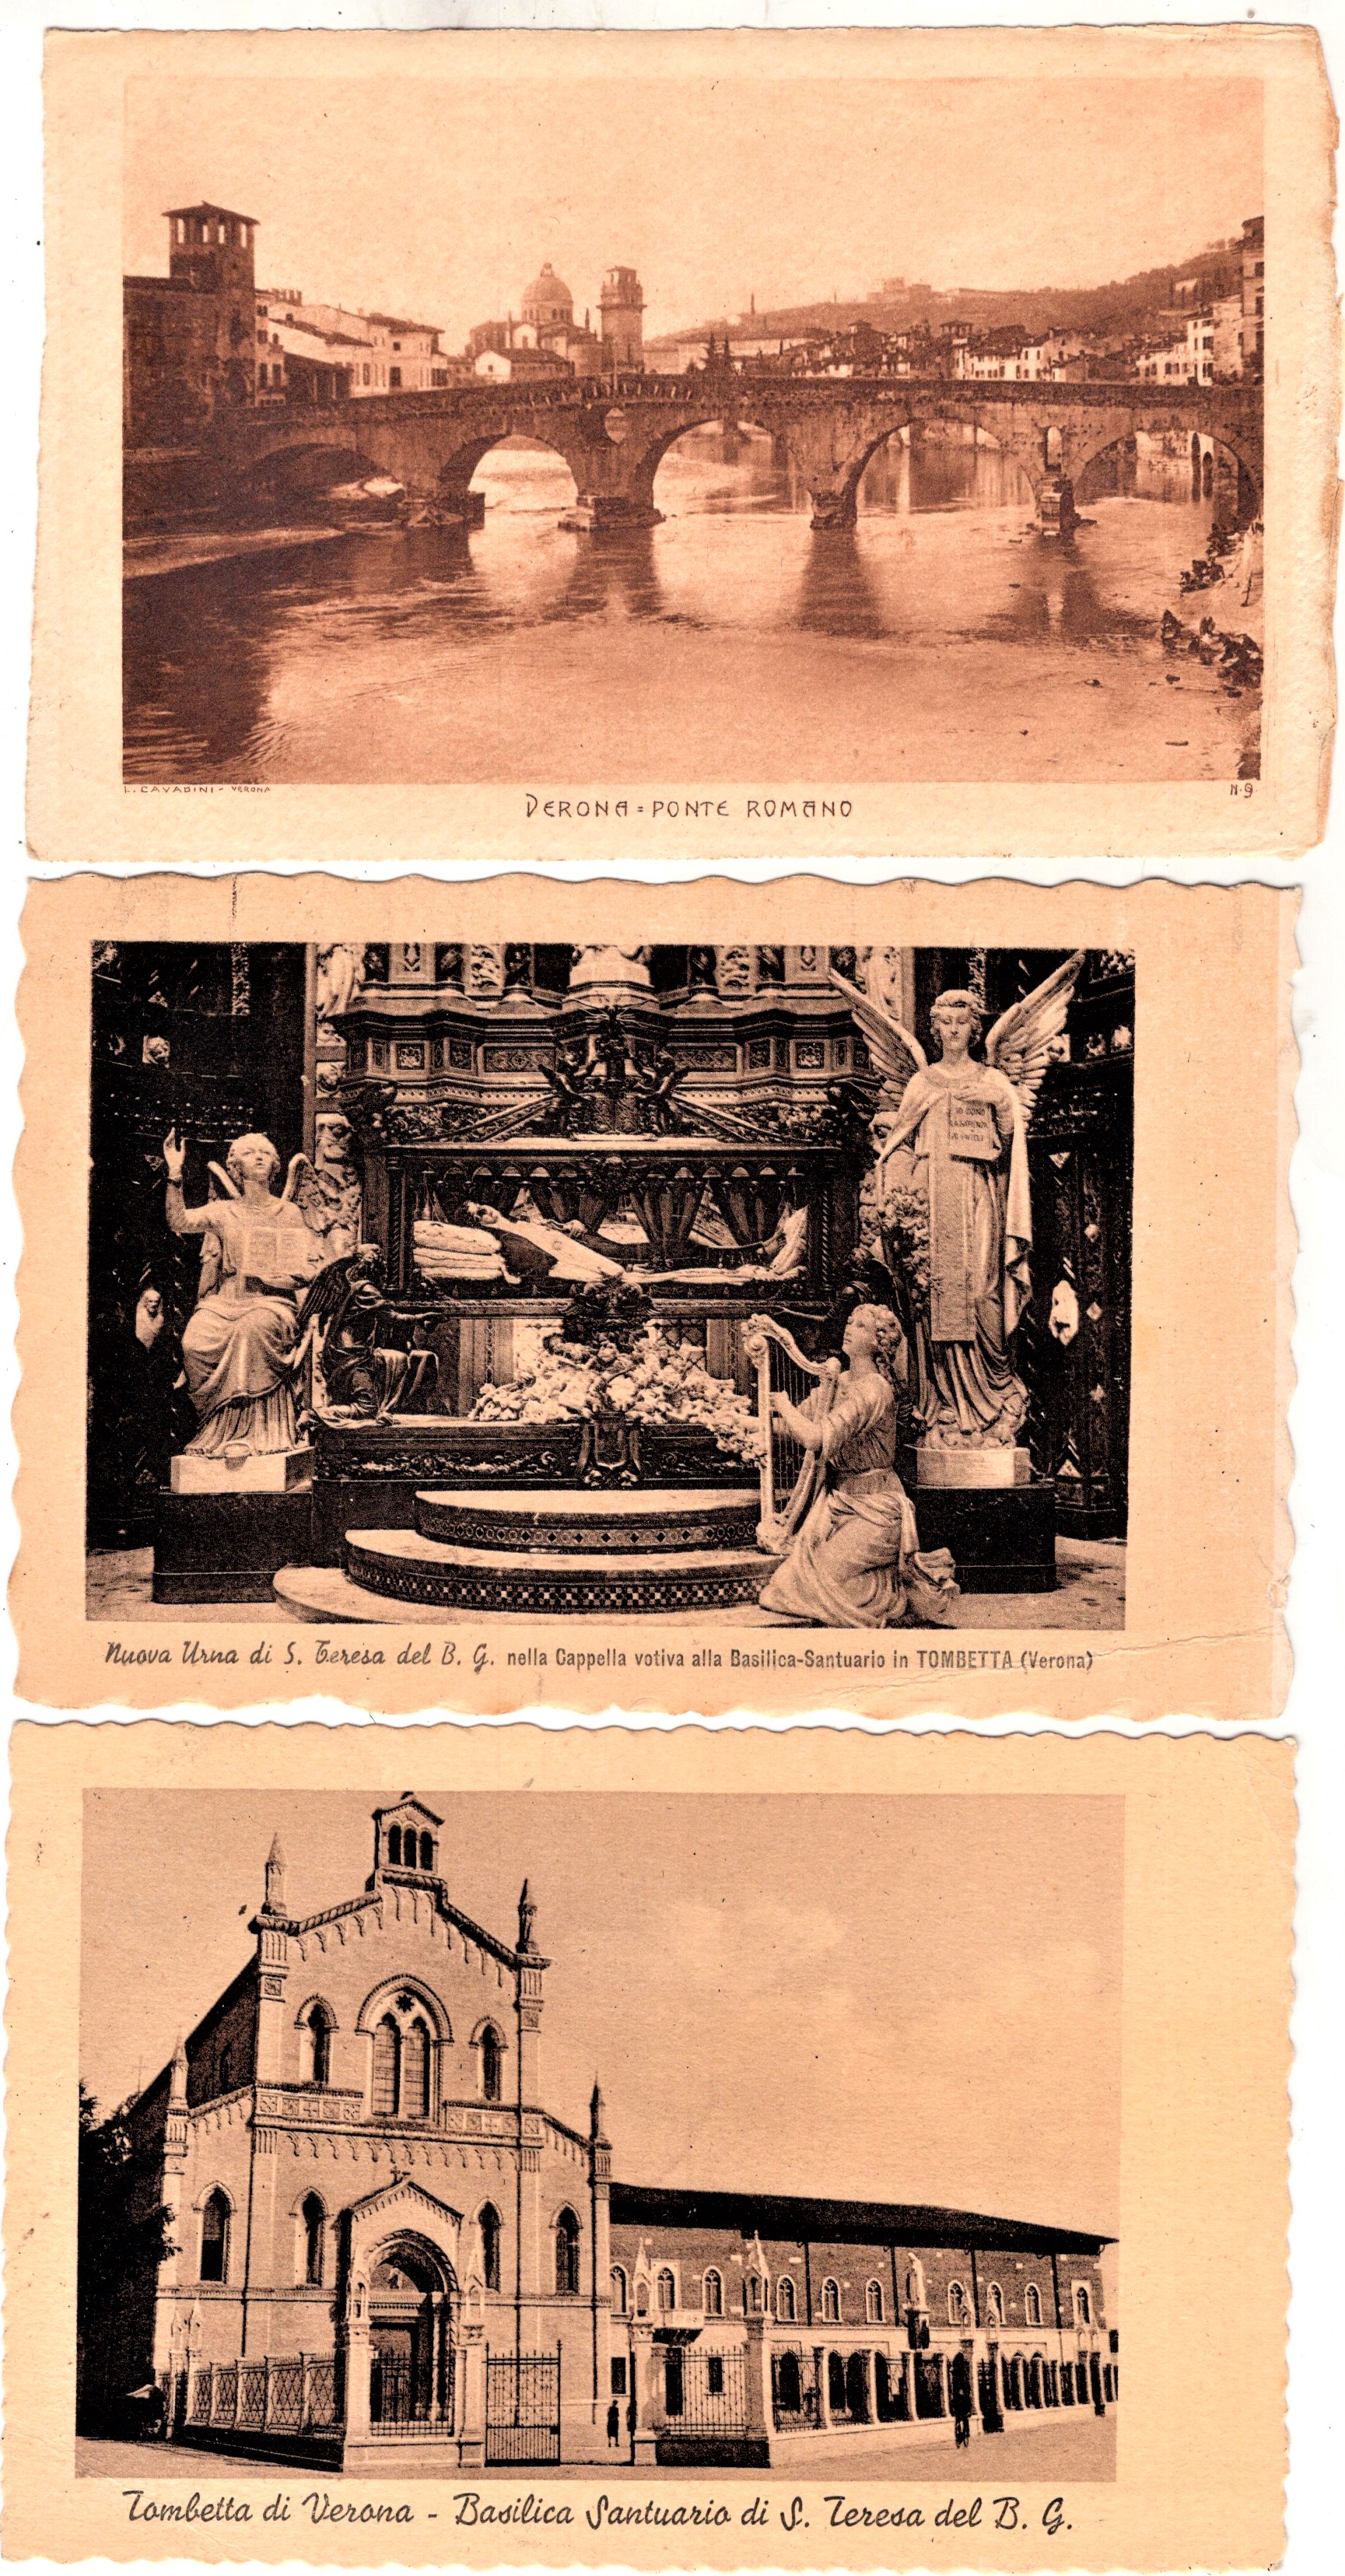 L. CAVADINI - VERONA
N. 9
VERONA = PONTE ROMANO
Nuova Urna di S. Teresa del B. G. nella Cappella votiva alla Basilica-Santuario in TOMBETTA (Verona)
Tombetta di Verona - Basilica Santuario di S. Teresa del B. G.